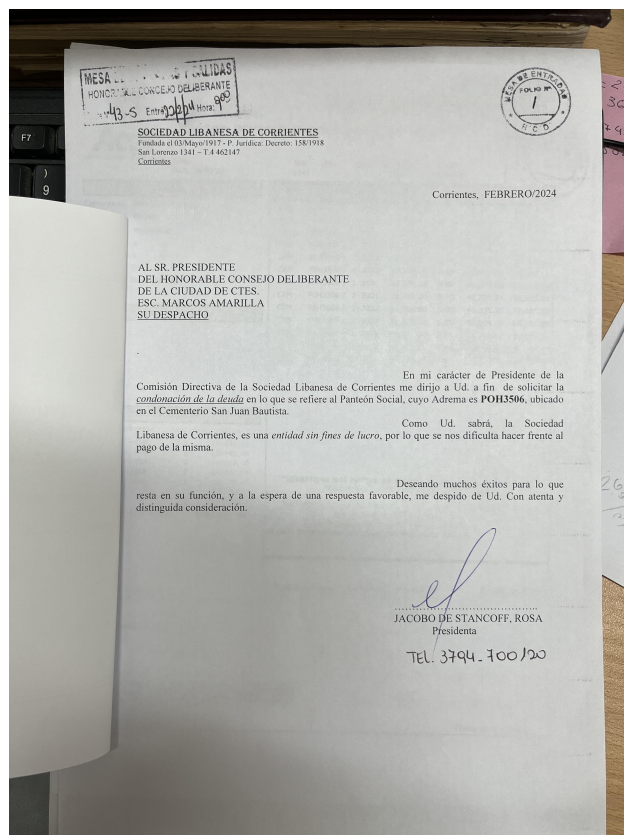 MESA DE ENTRADAS Y SALIDAS
HONORABLE CONCEJO DELIBERANTE
43-S Entró Hora: 9:00
MESA DE ENTRADAS
FOLIO Nº
1
* H C D *
SOCIEDAD LIBANESA DE CORRIENTES
Fundada el 03/Mayo/1917 - P. Jurídica: Decreto: 158/1918
San Lorenzo 1341 – T.4 462147
Corrientes
Corrientes, FEBRERO/2024
AL SR. PRESIDENTE
DEL HONORABLE CONSEJO DELIBERANTE
DE LA CIUDAD DE CTES.
ESC. MARCOS AMARILLA
SU DESPACHO
En mi carácter de Presidente de la
Comisión Directiva de la Sociedad Libanesa de Corrientes me dirijo a Ud. a fin de solicitar la
condonación de la deuda en lo que se refiere al Panteón Social, cuyo Adrema es POH3506, ubicado
en el Cementerio San Juan Bautista.
Como Ud. sabrá, la Sociedad
Libanesa de Corrientes, es una entidad sin fines de lucro, por lo que se nos dificulta hacer frente al
pago de la misma.
Deseando muchos éxitos para lo que
resta en su función, y a la espera de una respuesta favorable, me despido de Ud. Con atenta y
distinguida consideración.
JACOBO DE STANCOFF, ROSA
Presidenta
TEL. 3794-700120
F7
)
9